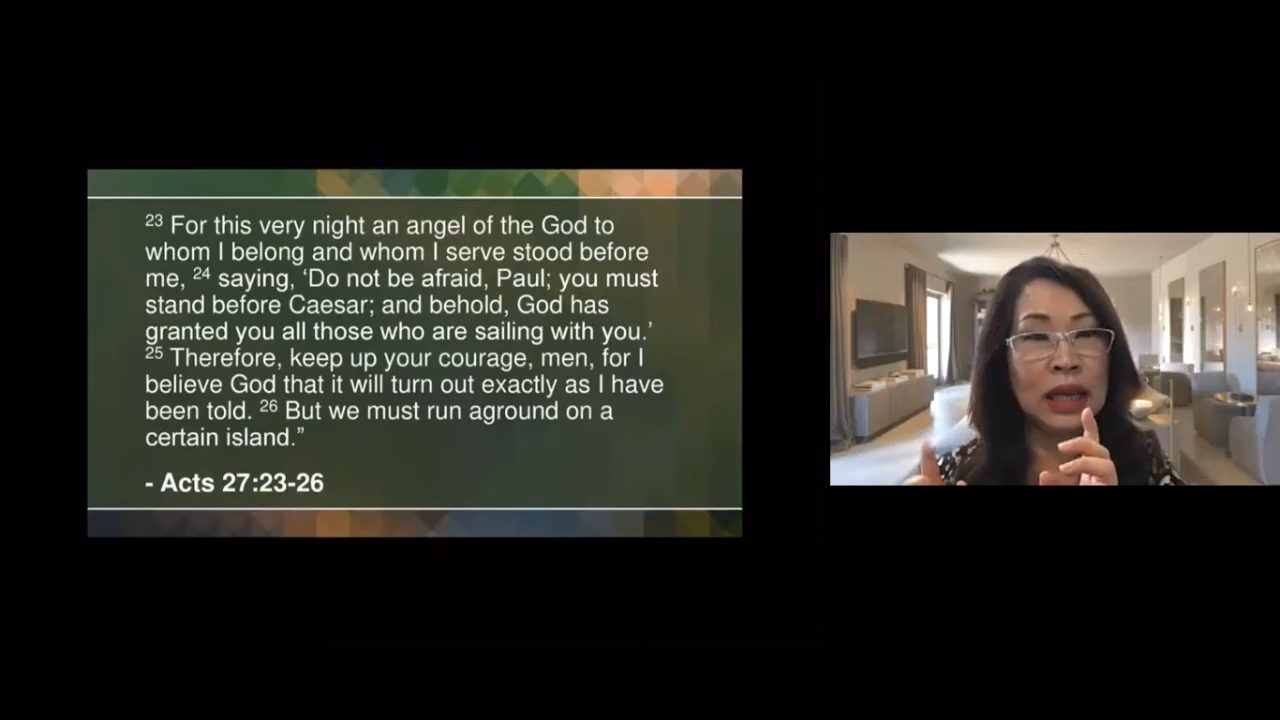 23 For this very night an angel of the God to
whom I belong and whom I serve stood before
me, 24 saying, ‘Do not be afraid, Paul; you must
stand before Caesar; and behold, God has
granted you all those who are sailing with you.’
25 Therefore, keep up your courage, men, for I
believe God that it will turn out exactly as I have
been told. 26 But we must run aground on a
certain island.”
- Acts 27:23-26